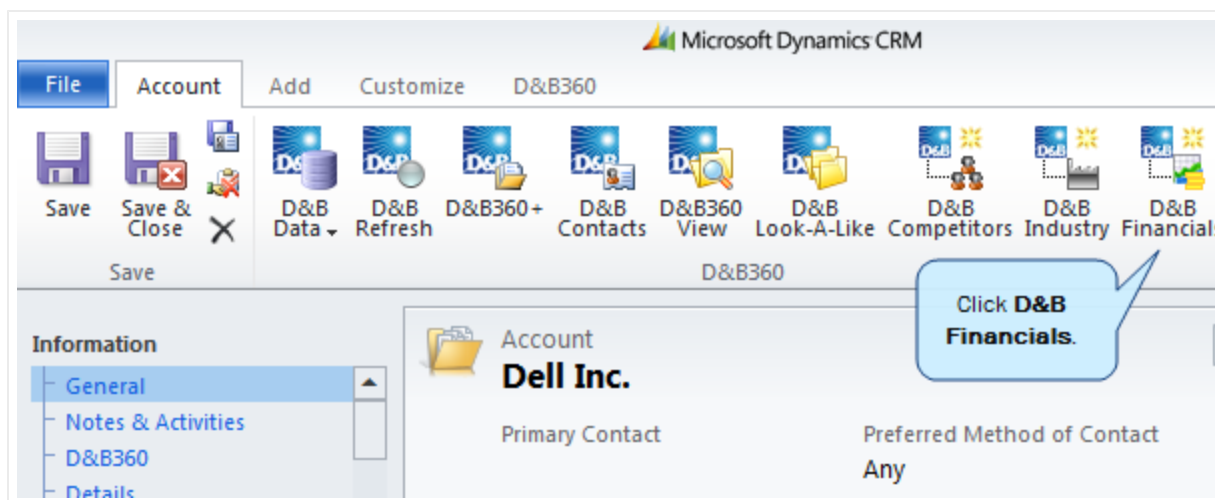 Microsoft Dynamics CRM
File Account Add Customize D&B360
Save Save & Close D&B Data D&B Refresh D&B360+ D&B Contacts D&B360 View D&B Look-A-Like D&B Competitors D&B Industry D&B Financial
Save D&B360
Click D&B
Financials.
Information
General
Notes & Activities
D&B360
Details
Account
Dell Inc.
Primary Contact Preferred Method of Contact
Any